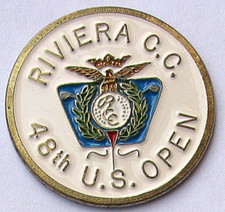 RIVIERA C.C.
48th U.S. OPEN